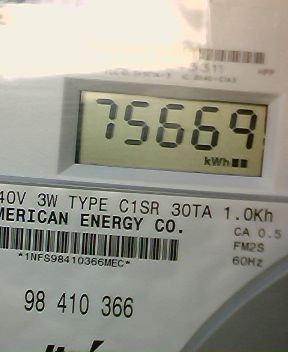 HPP
75669
kWh
40V 3W TYPE C1SR 30TA 1.0Kh
MERICAN ENERGY CO.
CA 0.5
FM2S
60Hz
*1NFS98410366MEC*
98 410 366